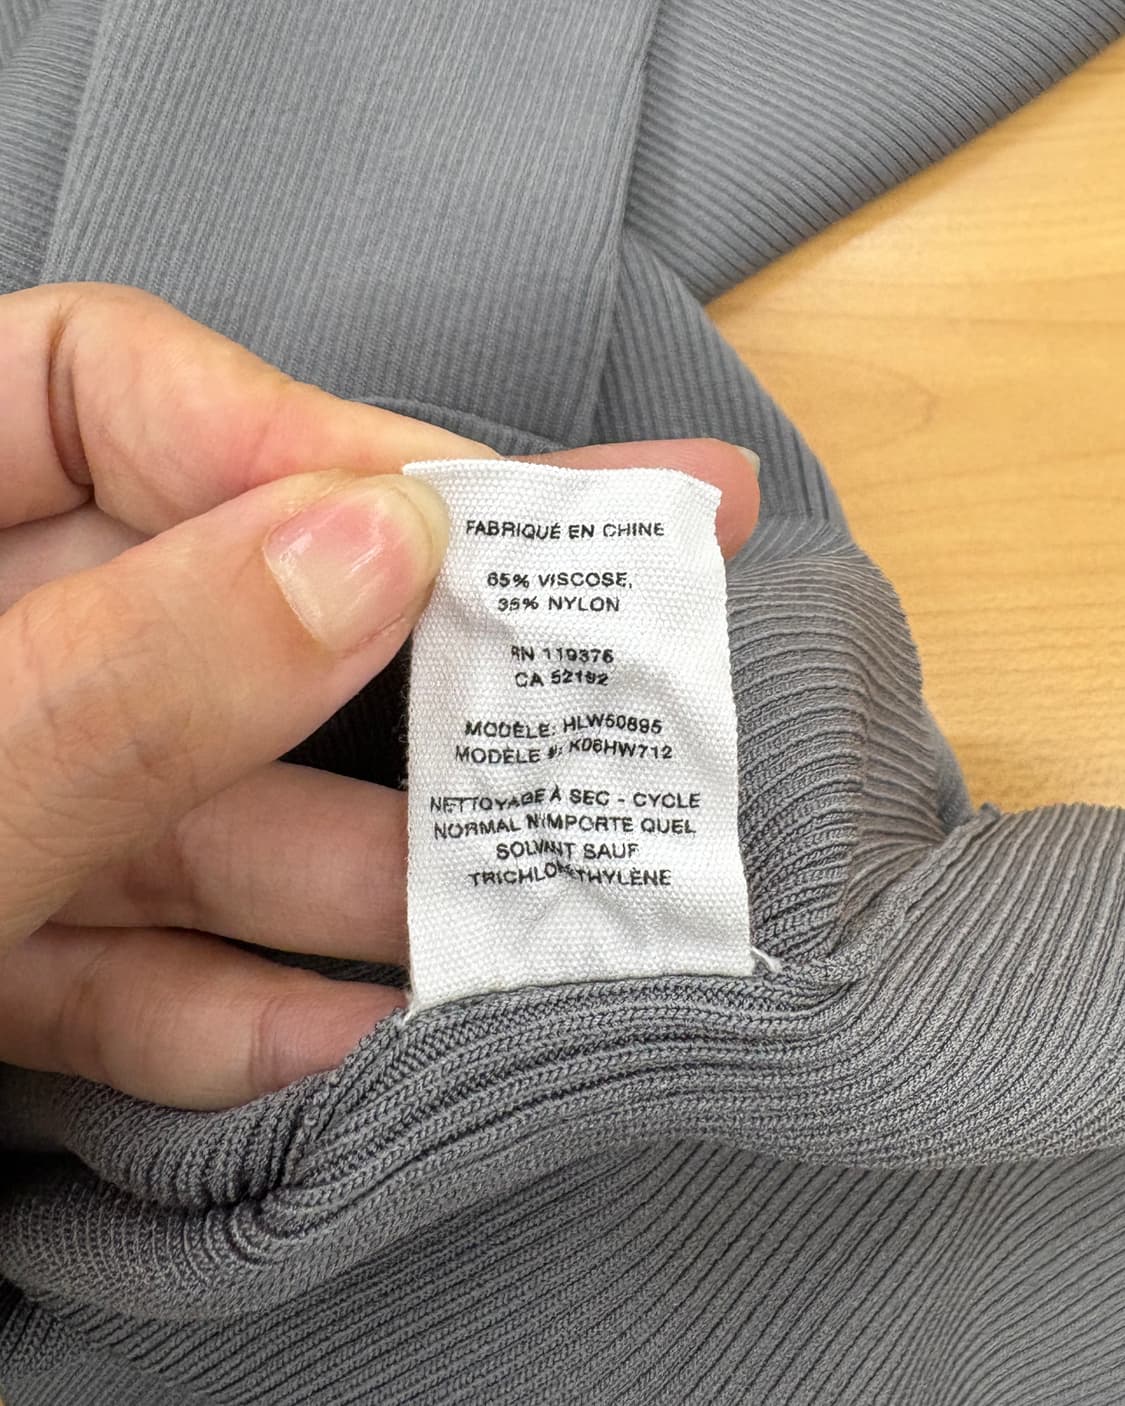 FABRIQUÉ EN CHINE
65% VISCOSE,
35% NYLON
RN 119376
CA 52192
MODÈLE: HLW50895
MODÈLE #: K06HW712
NETTOYAGE À SEC - CYCLE
NORMAL N'IMPORTE QUEL
SOLVANT SAUF
TRICHLORÉTHYLÈNE